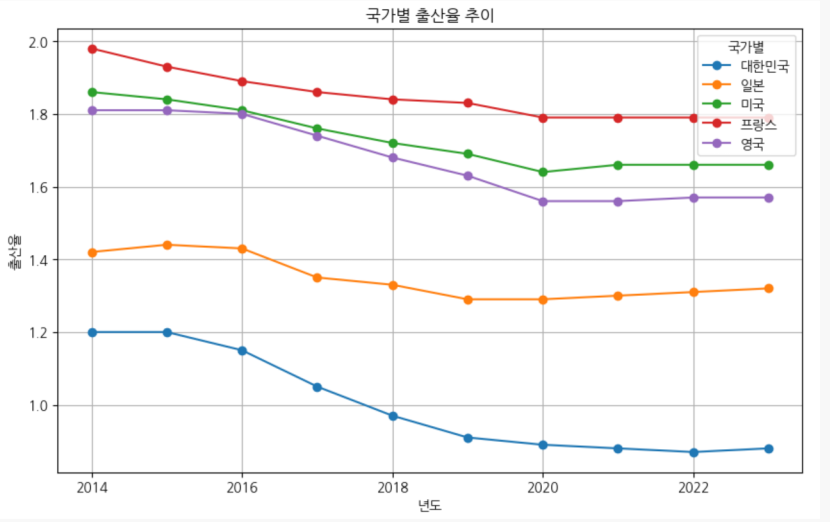 국가별 출산율 추이
2.0
1.8
1.6
1.4
1.2
1.0
출산율
국가별
대한민국
일본
미국
프랑스
영국
2014
2016
2018
2020
2022
년도